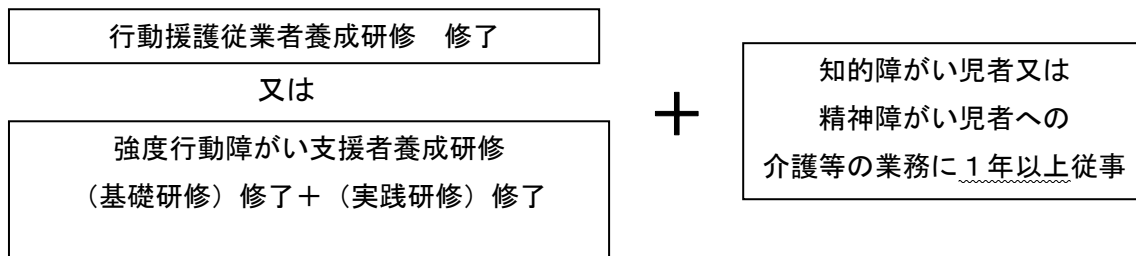 行動援護従業者養成研修　修了
又は
強度行動障がい支援者養成研修
（基礎研修）修了＋（実践研修）修了
＋
知的障がい児者又は
精神障がい児者への
介護等の業務に１年以上従事